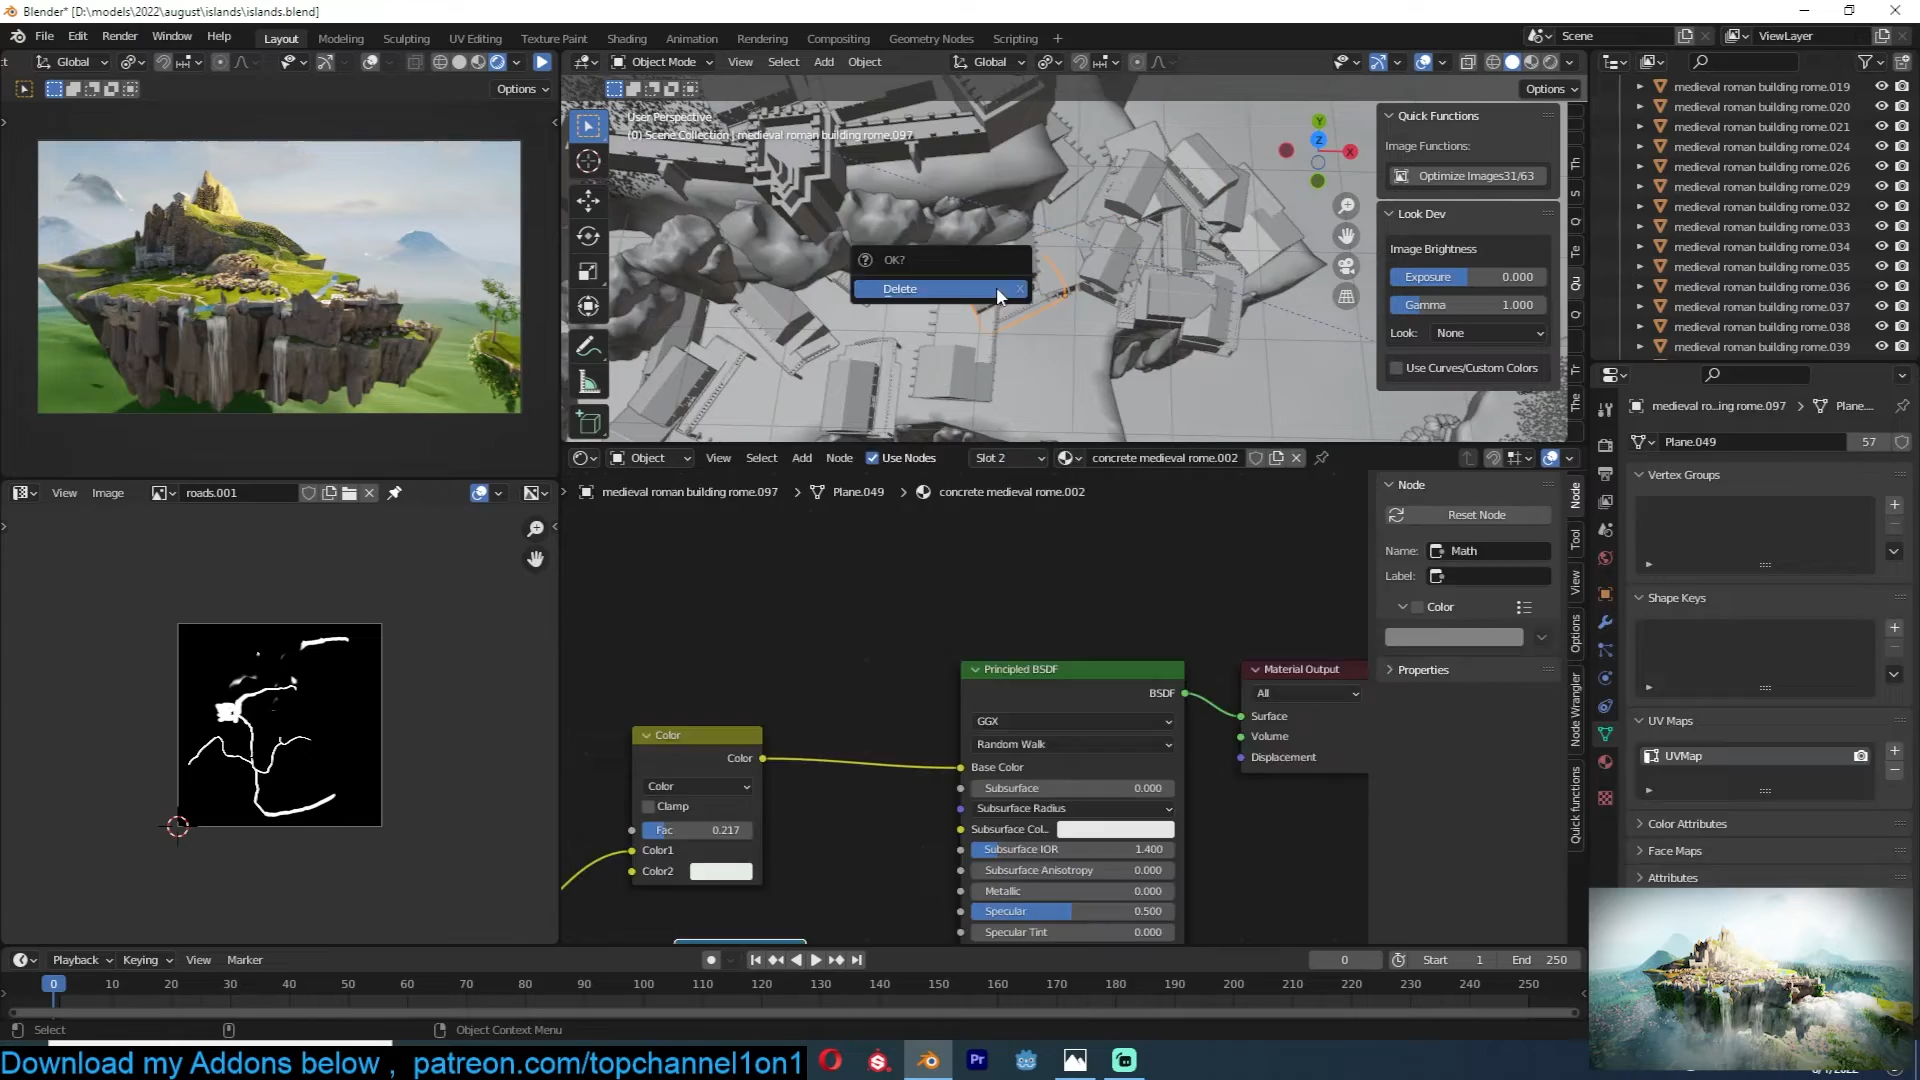 Blender* [D:\models\2022\august\islands\islands.blend]
File Edit Render Window Help Layout Modeling Sculpting UV Editing Texture Paint Shading Animation Rendering Compositing Geometry Nodes Scripting + Scene ViewLayer
Global
Options
Object Mode View Select Add Object Global
Options
User Perspective
(0) Scene Collection | medieval roman building rome.097
OK?
Delete X
Y
Z
X
Quick Functions
Image Functions:
Optimize Images31/63
Look Dev
Image Brightness
Exposure 0.000
Gamma 1.000
Look: None
Use Curves/Custom Colors
Th
S
Q
Te
Qu
Q
Tr
The
medieval roman building rome.019
medieval roman building rome.020
medieval roman building rome.021
medieval roman building rome.024
medieval roman building rome.026
medieval roman building rome.029
medieval roman building rome.032
medieval roman building rome.033
medieval roman building rome.034
medieval roman building rome.035
medieval roman building rome.036
medieval roman building rome.037
medieval roman building rome.038
medieval roman building rome.039
medieval ro...ing rome.097 > Plane....
Plane.049 57
Vertex Groups
Shape Keys
UV Maps
UVMap
Color Attributes
Face Maps
Attributes
View Image roads.001
Object View Select Add Node Use Nodes Slot 2 concrete medieval rome.002
medieval roman building rome.097 > Plane.049 > concrete medieval rome.002
Color
Color
Color
Clamp
Fac 0.217
Color1
Color2
Principled BSDF
BSDF
GGX
Random Walk
Base Color
Subsurface 0.000
Subsurface Radius
Subsurface Col..
Subsurface IOR 1.400
Subsurface Anisotropy 0.000
Metallic 0.000
Specular 0.500
Specular Tint 0.000
Material Output
All
Surface
Volume
Displacement
Node
Reset Node
Name: Math
Label:
Color
Properties
Node
Tool
View
Options
Node Wrangler
Quick functions
Playback Keying View Marker 0 Start 1 End 250
0 10 20 30 40 50 60 70 80 90 100 110 120 130 140 150 160 170 180 190 200 210 220 230 240 250
Select Object Context Menu
Download my Addons below , patreon.com/topchannel1on1
Pr